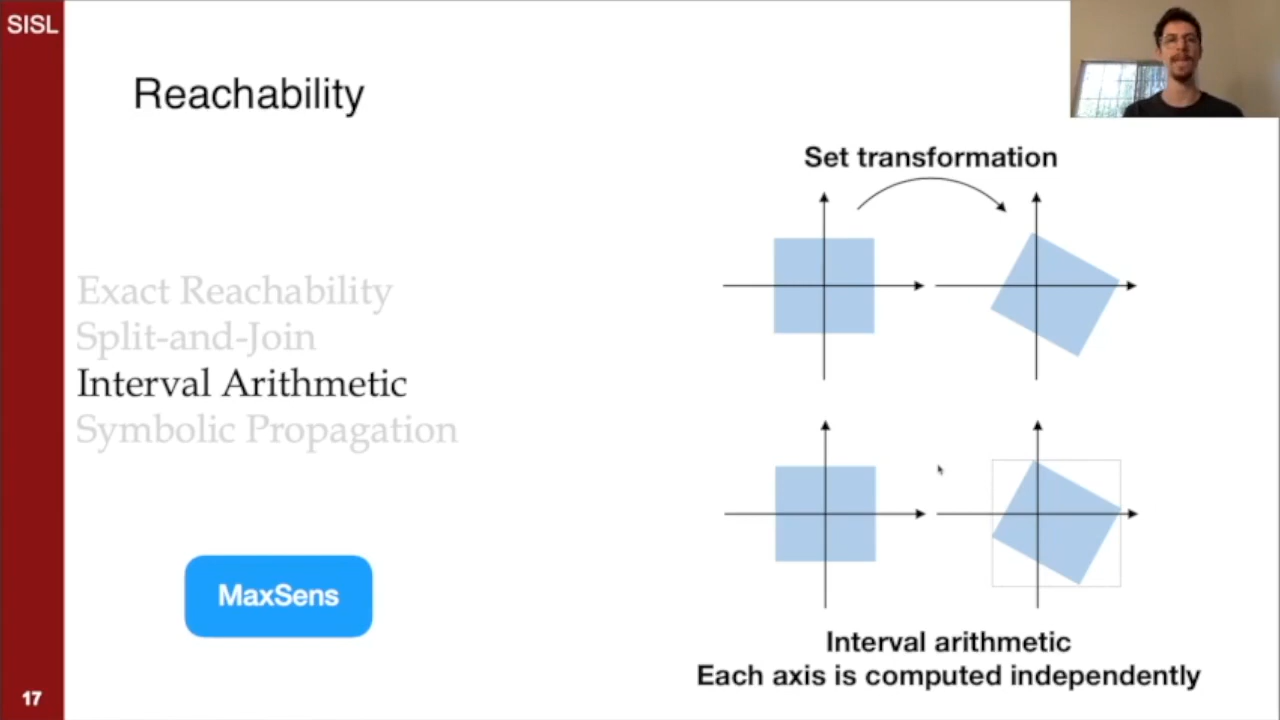 SISL
Reachability
Set transformation
Exact Reachability
Split-and-Join
Interval Arithmetic
Symbolic Propagation
MaxSens
Interval arithmetic
Each axis is computed independently
17